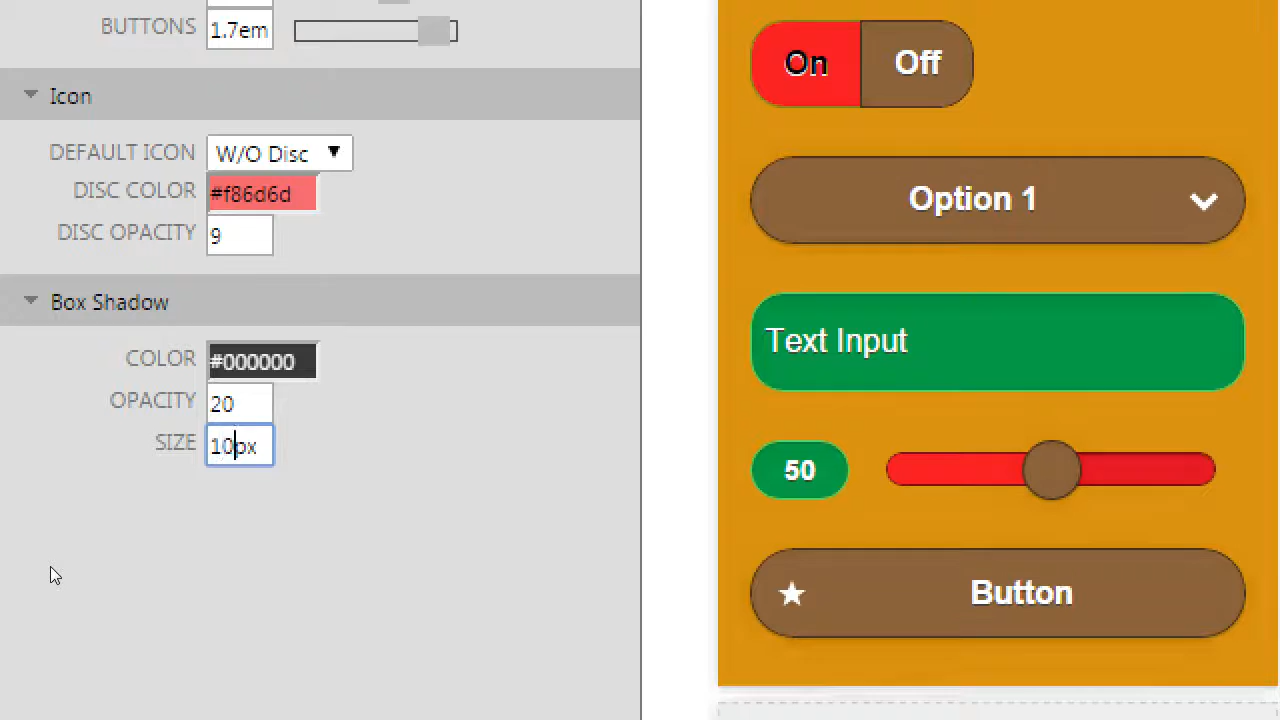 BUTTONS 1.7em
Icon
DEFAULT ICON W/O Disc
DISC COLOR #f86d6d
DISC OPACITY 9
Box Shadow
COLOR #000000
OPACITY 20
SIZE 10px
On Off
Option 1
Text Input
50
Button